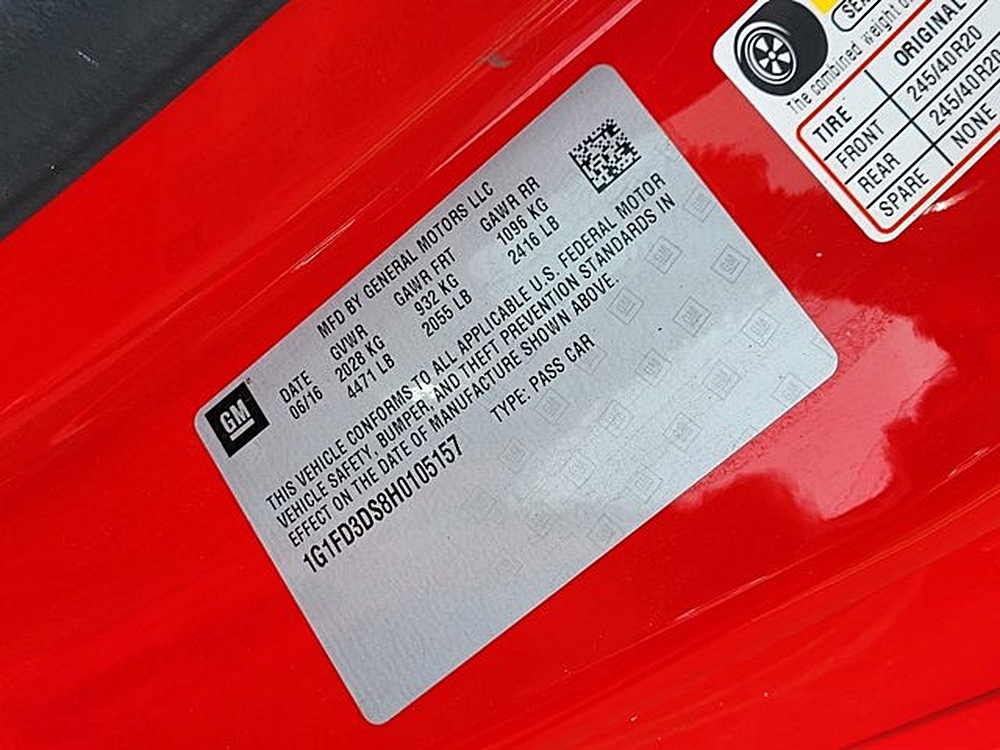 GM
MFD BY GENERAL MOTORS LLC
DATE GVWR GAWR FRT GAWR RR
06/16 2028 KG 932 KG 1096 KG
4471 LB 2055 LB 2416 LB
THIS VEHICLE CONFORMS TO ALL APPLICABLE U.S. FEDERAL MOTOR
VEHICLE SAFETY, BUMPER, AND THEFT PREVENTION STANDARDS IN
EFFECT ON THE DATE OF MANUFACTURE SHOWN ABOVE.
1G1FD3DS8H0105157 TYPE: PASS CAR
The combined weight
TIRE ORIGINAL
FRONT 245/40R20
REAR 245/40R20
SPARE NONE